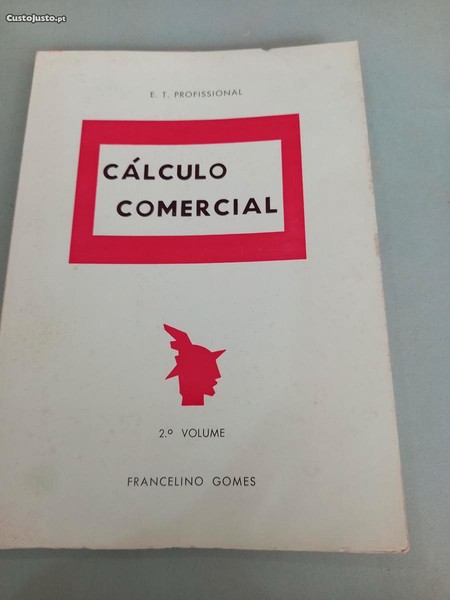 CustoJusto.pt
E. T. PROFISSIONAL
CÁLCULO
COMERCIAL
2.º VOLUME
FRANCELINO GOMES